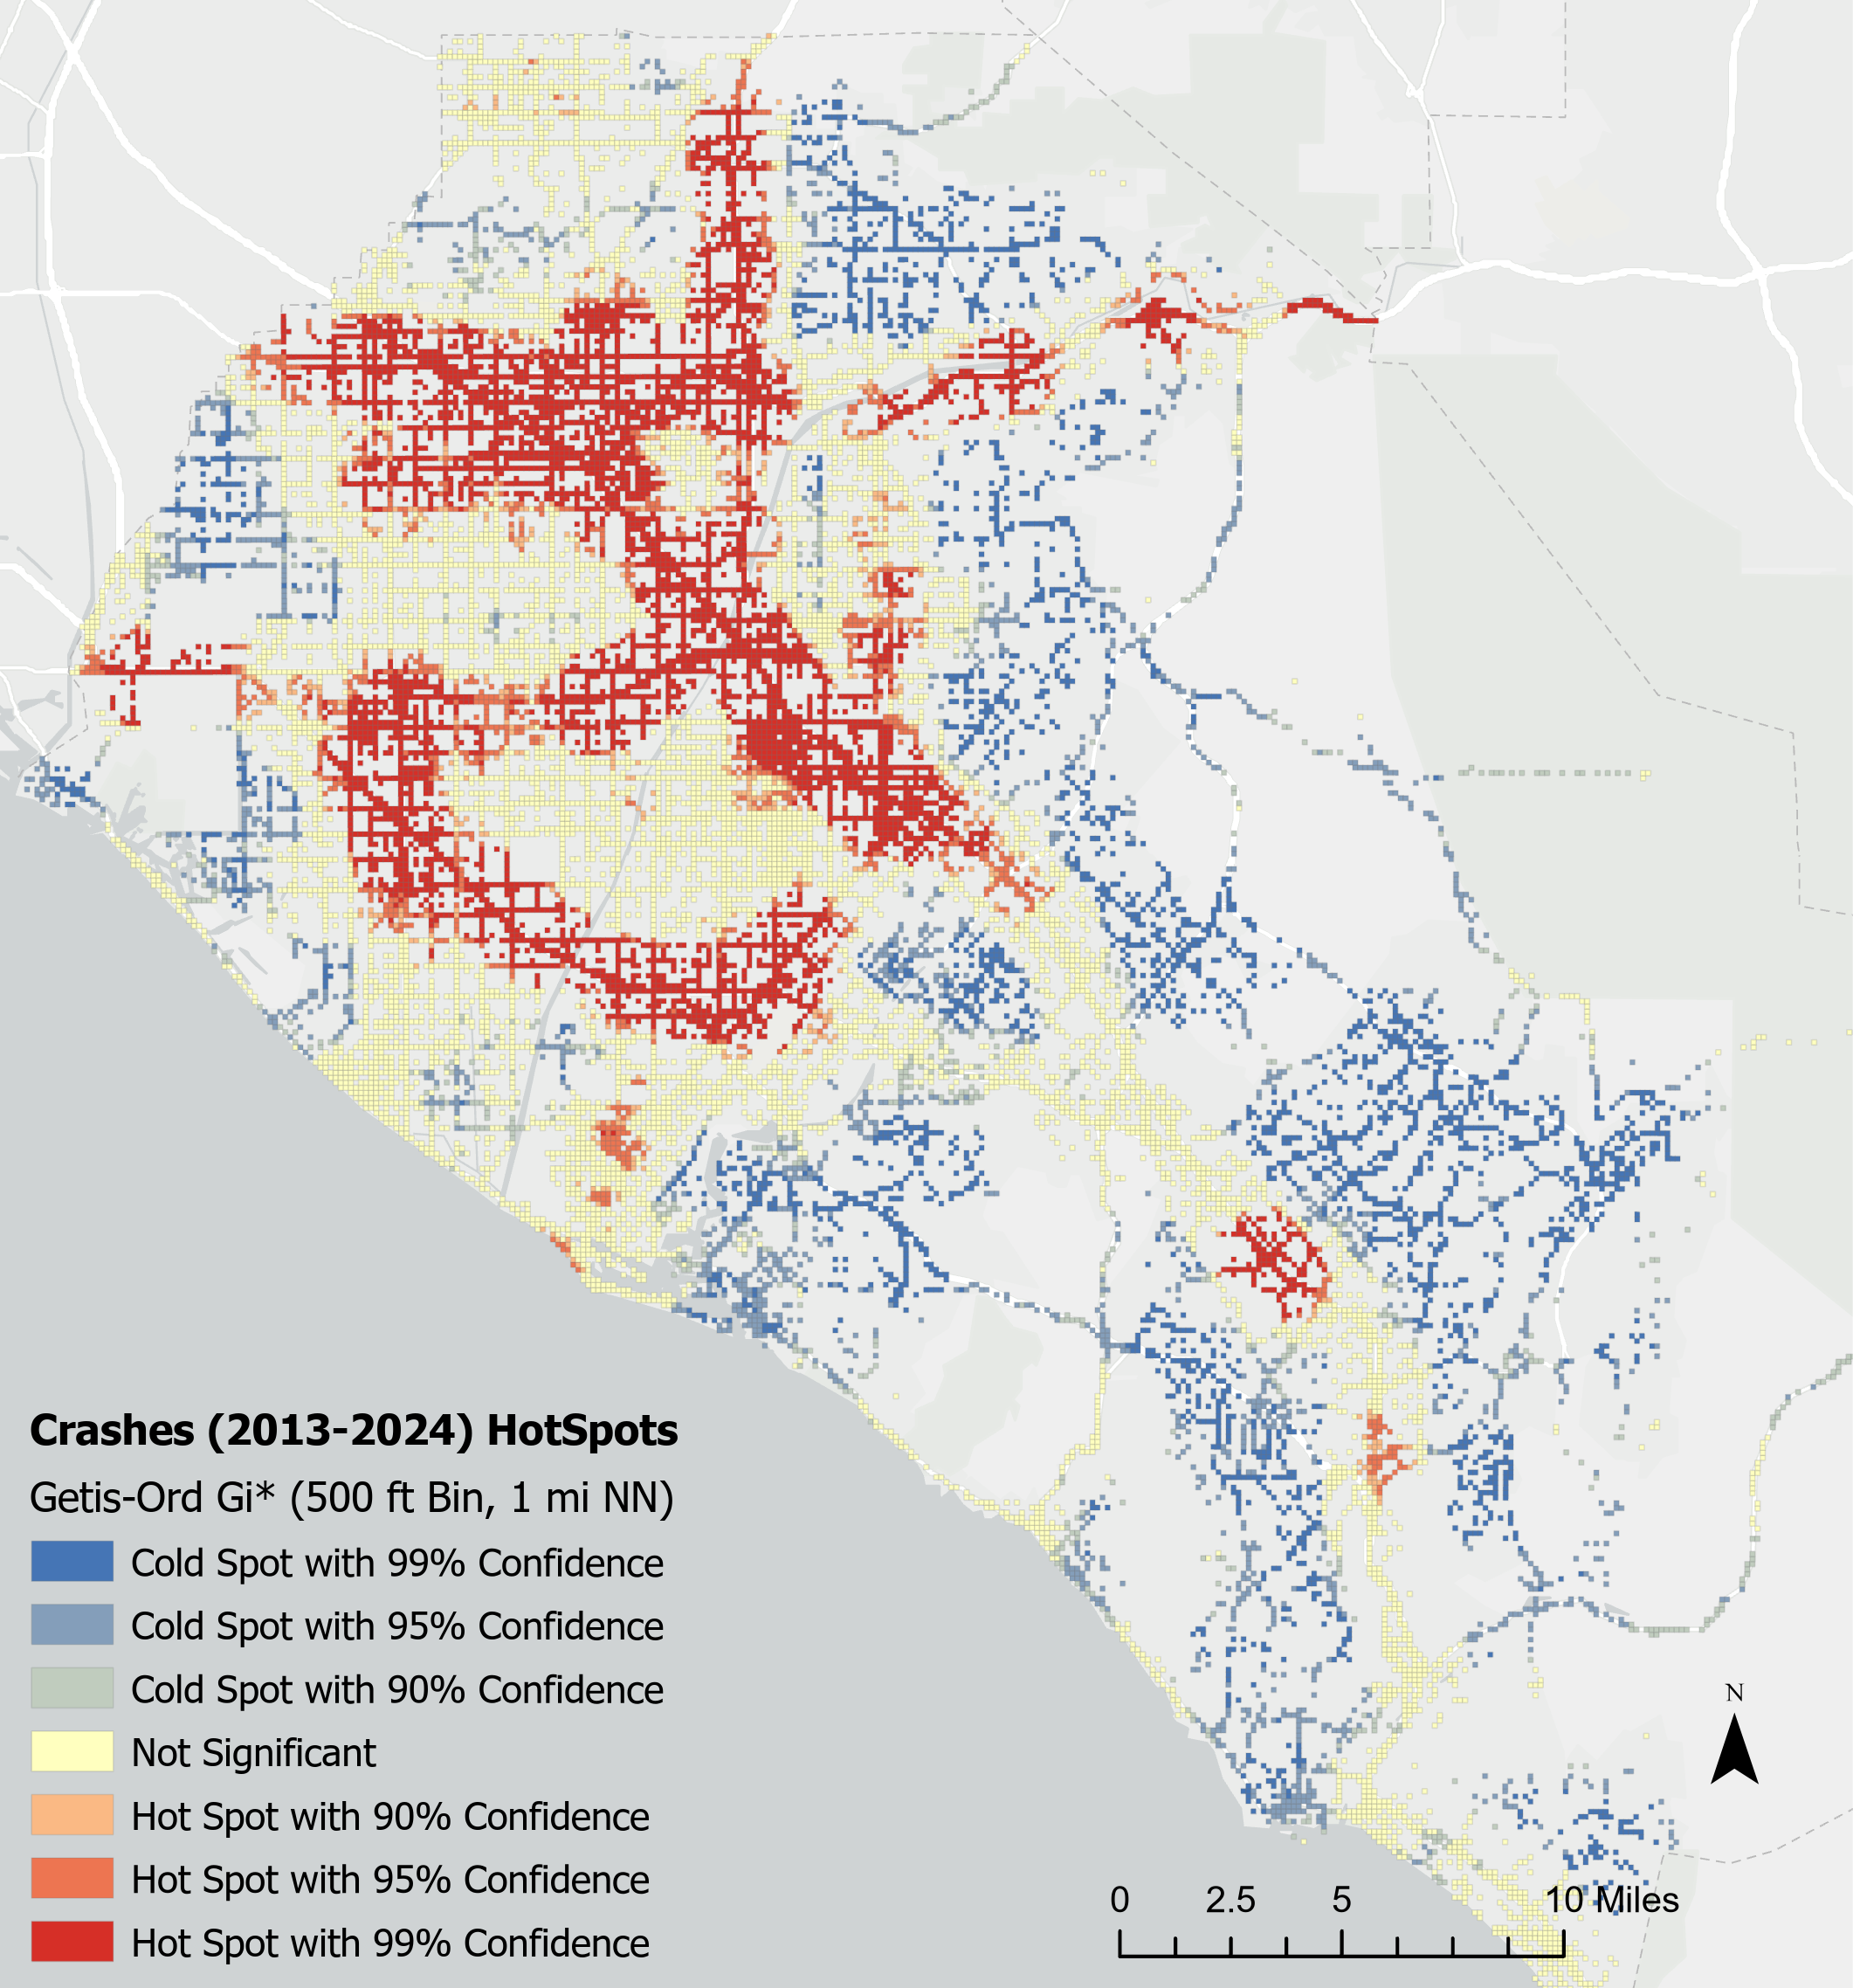 Crashes (2013-2024) HotSpots
Getis-Ord Gi* (500 ft Bin, 1 mi NN)
Cold Spot with 99% Confidence
Cold Spot with 95% Confidence
Cold Spot with 90% Confidence
Not Significant
Hot Spot with 90% Confidence
Hot Spot with 95% Confidence
Hot Spot with 99% Confidence
N
0 2.5 5 10 Miles